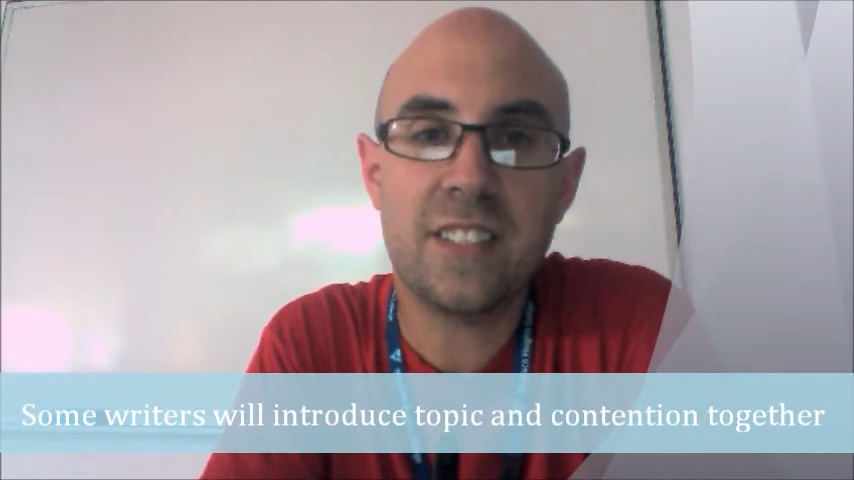 Some writers will introduce topic and contention together